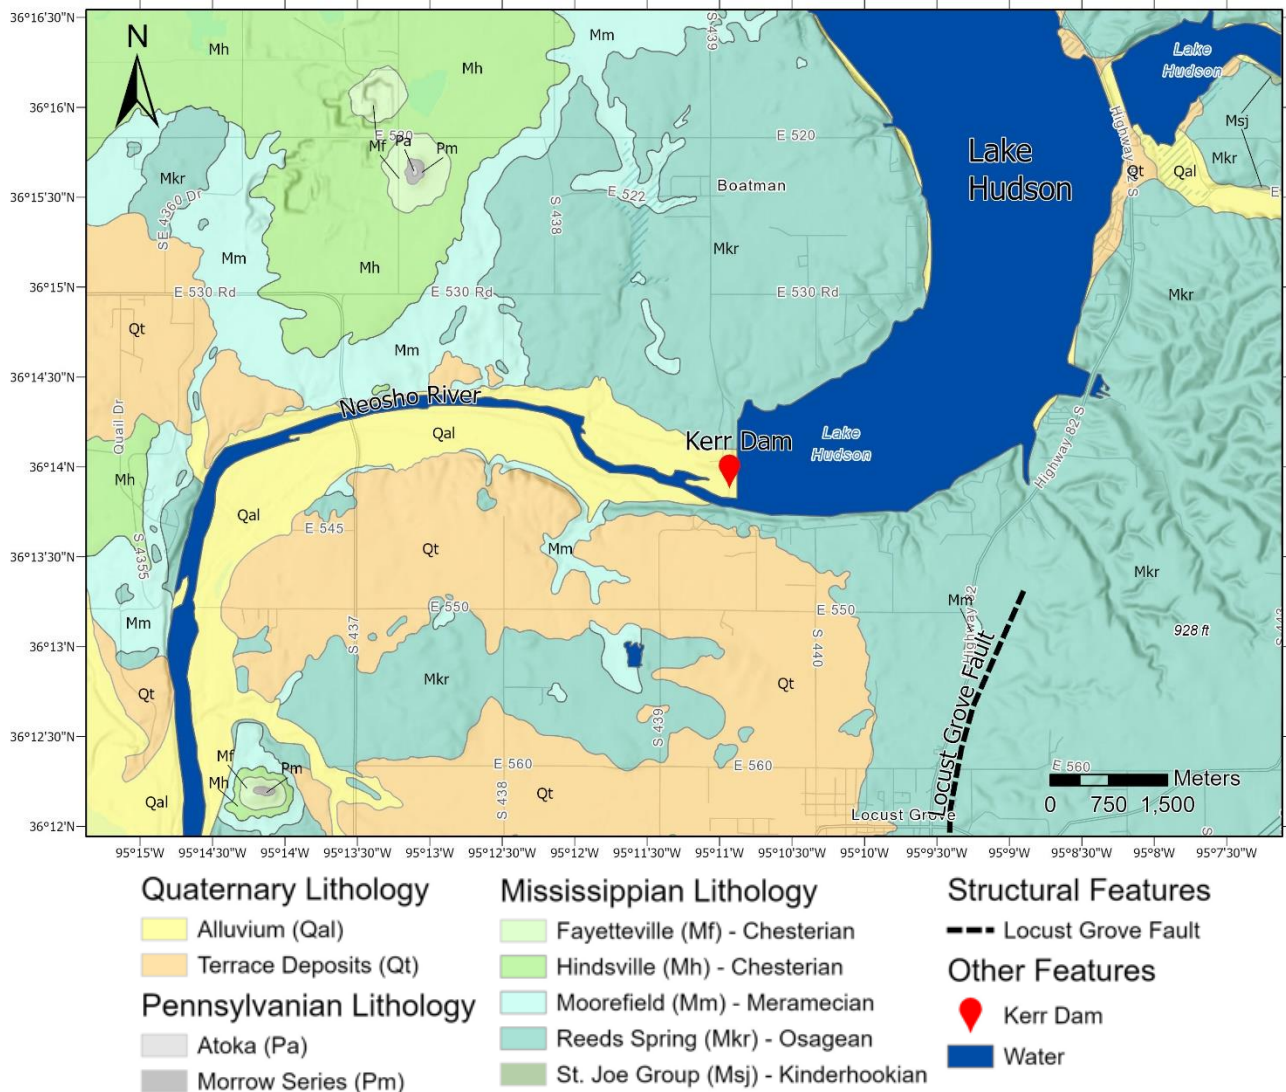 36°16'30"N
36°16'N
36°15'30"N
36°15'N
36°14'30"N
36°14'N
36°13'30"N
36°13'N
36°12'30"N
36°12'N
N
Mh
Mh
Mm
S 439
Lake
Hudson
E 520
E 520
Mf
Pa
Pm
Mkr
SE 4360 Dr
E 522
Boatman
S 438
Lake
Hudson
Highway 82 S
Qt
Qal
Msj
Mkr
E
Mm
Mh
Mkr
E 530 Rd
E 530 Rd
E 530 Rd
Mkr
Qt
Mm
Neosho River
Quail Dr
Qal
Kerr Dam
Lake
Hudson
Highway 82 S
Mh
Qal
E 545
S 4355
Qt
Mm
Mkr
Mm
E 550
E 550
Mm
Highway 82
928 ft
S 437
S 440
Qt
Mkr
Qt
S 439
Locust Grove Fault
Mf
Mh
Pm
E 560
E 560
E 560
Qal
S 438
Qt
Locust Grove
Meters
0 750 1,500
S
95°15'W 95°14'30"W 95°14'W 95°13'30"W 95°13'W 95°12'30"W 95°12'W 95°11'30"W 95°11'W 95°10'30"W 95°10'W 95°9'30"W 95°9'W 95°8'30"W 95°8'W 95°7'30"W
Quaternary Lithology
Alluvium (Qal)
Terrace Deposits (Qt)
Pennsylvanian Lithology
Atoka (Pa)
Morrow Series (Pm)
Mississippian Lithology
Fayetteville (Mf) - Chesterian
Hindsville (Mh) - Chesterian
Moorefield (Mm) - Meramecian
Reeds Spring (Mkr) - Osagean
St. Joe Group (Msj) - Kinderhookian
Structural Features
Locust Grove Fault
Other Features
Kerr Dam
Water